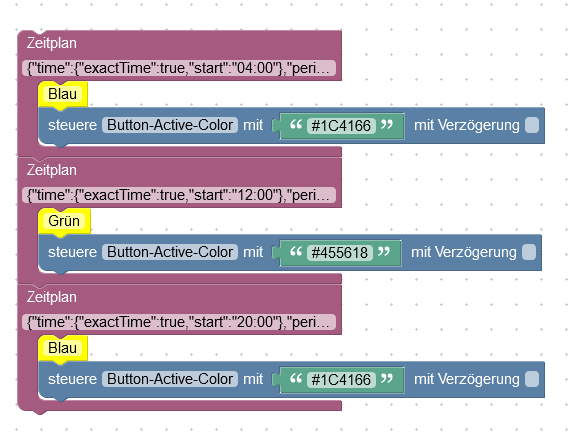 Zeitplan
{"time":{"exactTime":true,"start":"04:00"},"peri…
Blau
steuere Button-Active-Color mit “ #1C4166 ” mit Verzögerung
Zeitplan
{"time":{"exactTime":true,"start":"12:00"},"peri…
Grün
steuere Button-Active-Color mit “ #455618 ” mit Verzögerung
Zeitplan
{"time":{"exactTime":true,"start":"20:00"},"peri…
Blau
steuere Button-Active-Color mit “ #1C4166 ” mit Verzögerung